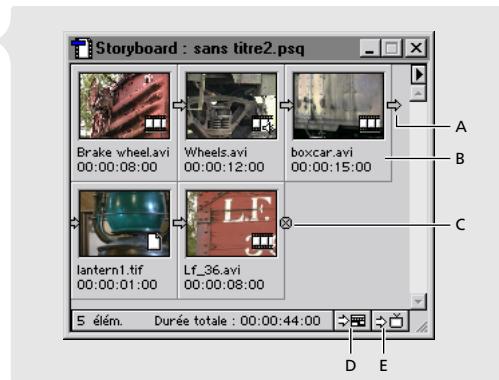 Storyboard : sans titre2.psq
Brake wheel.avi
00:00:08:00
Wheels.avi
00:00:12:00
boxcar.avi
00:00:15:00
A
B
L.F.
36
C
lantern1.tif
00:00:01:00
Lf_36.avi
00:00:08:00
5 élém. Durée totale : 00:00:44:00
D
E